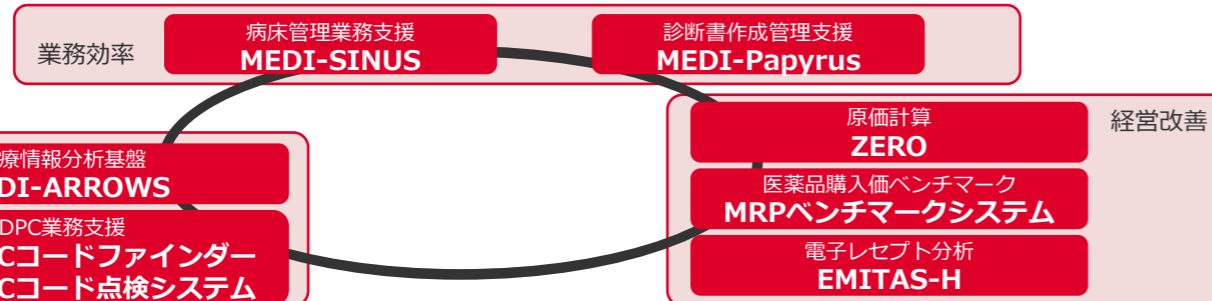 業務効率
病床管理業務支援
MEDI-SINUS
診断書作成管理支援
MEDI-Papyrus
原価計算
ZERO
経営改善
医薬品購入価ベンチマーク
MRPベンチマークシステム
電子レセプト分析
EMITAS-H
療情報分析基盤
DI-ARROWS
DPC業務支援
Cコードファインダー
Cコード点検システム